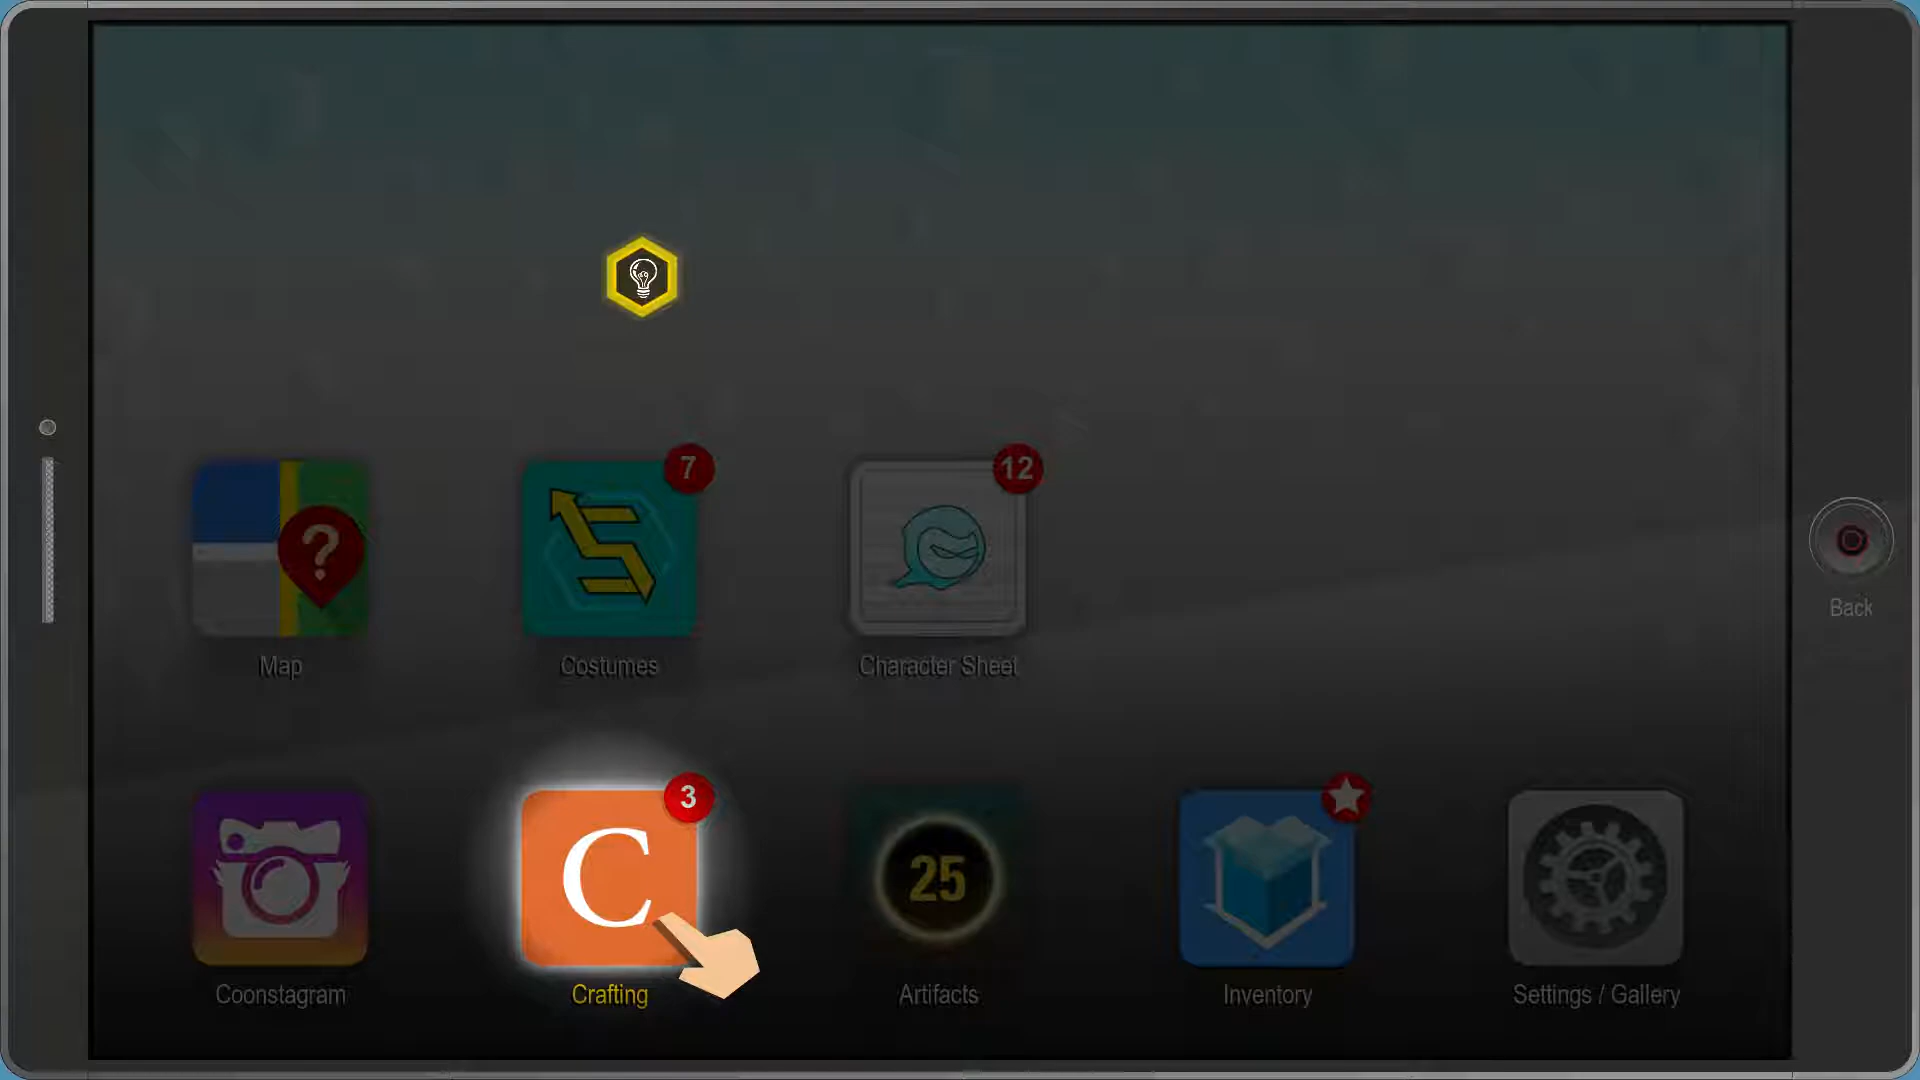 7
12
?
Map
Costumes
Character Sheet
Back
3
C
25
Coonstagram
Crafting
Artifacts
Inventory
Settings / Gallery